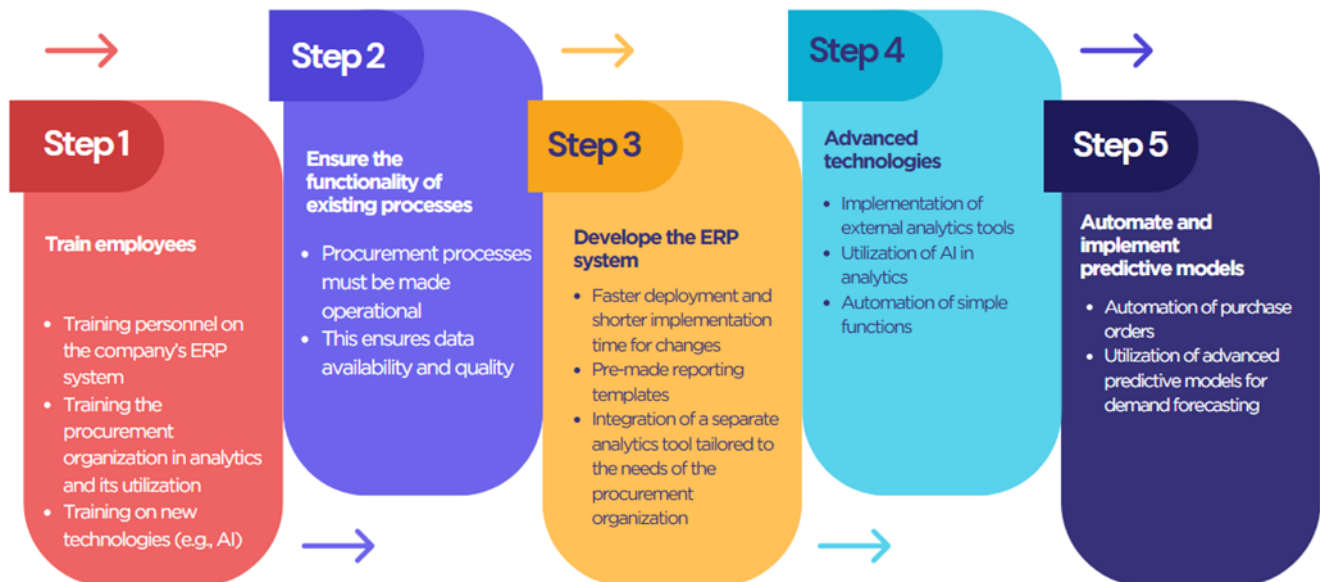 Step 1
Train employees
• Training personnel on
the company's ERP
system
• Training the
procurement
organization in analytics
and its utilization
• Training on new
technologies (e.g., AI)
Step 2
Ensure the
functionality of
existing processes
• Procurement processes
must be made
operational
• This ensures data
availability and quality
Step 3
Develope the ERP
system
• Faster deployment and
shorter implementation
time for changes
• Pre-made reporting
templates
• Integration of a separate
analytics tool tailored to
the needs of the
procurement
organization
Step 4
Advanced
technologies
• Implementation of
external analytics tools
• Utilization of AI in
analytics
• Automation of simple
functions
Step 5
Automate and
implement
predictive models
• Automation of purchase
orders
• Utilization of advanced
predictive models for
demand forecasting